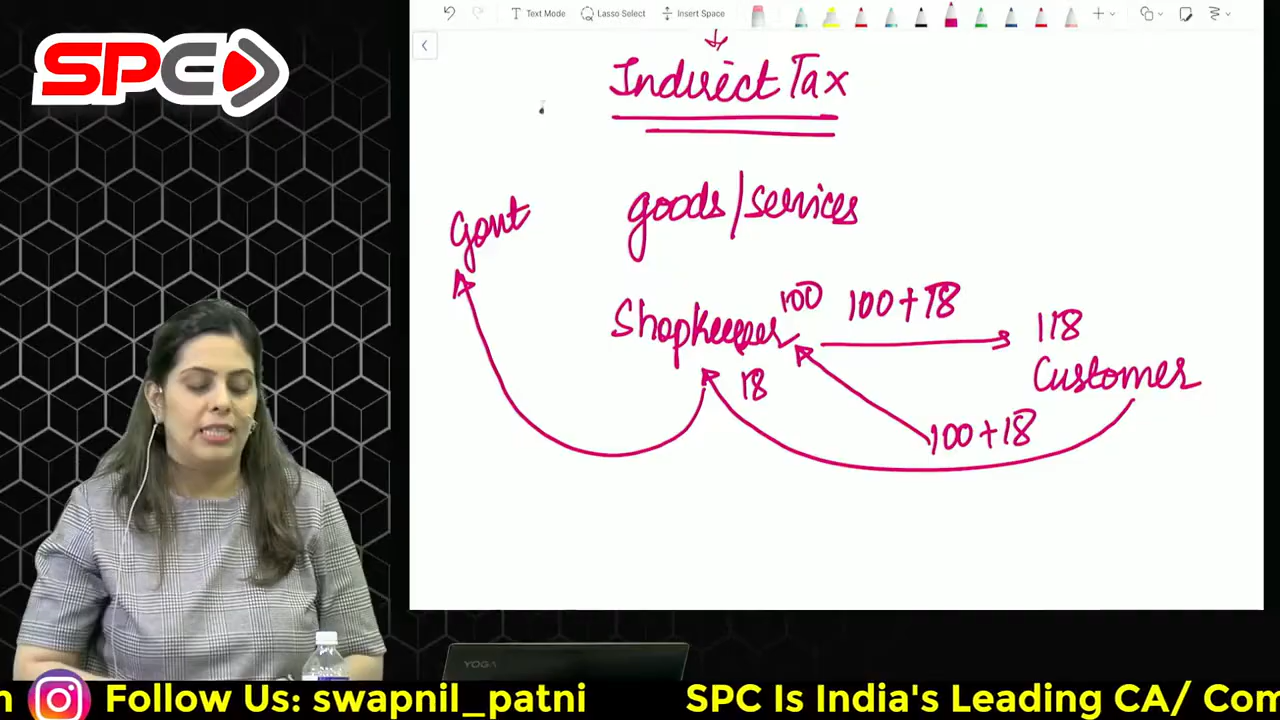 SPC
Text Mode
Lasso Select
Insert Space
Indirect Tax
goods/services
Govt
Shopkeeper
100
100+18
118
Customer
18
100+18
YOGA
Follow Us: swapnil_patni
SPC Is India's Leading CA/ Com